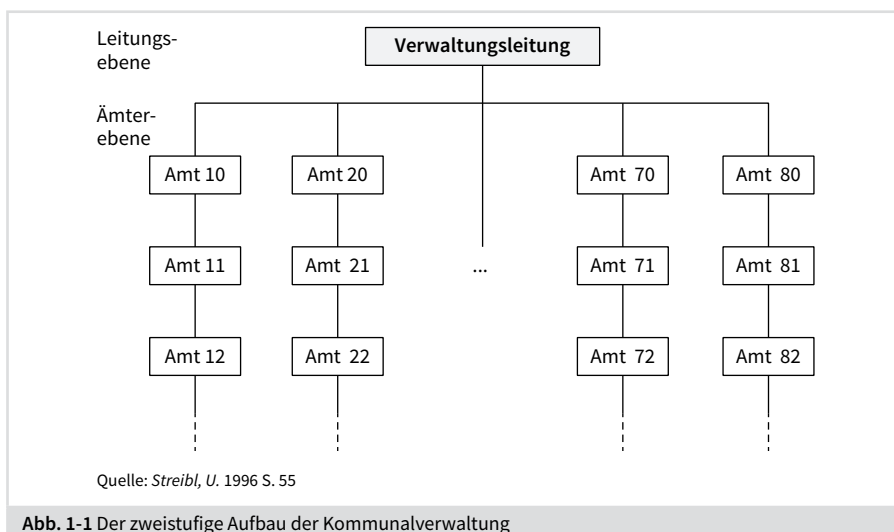 Leitungs-
ebene
Verwaltungsleitung
Ämter-
ebene
Amt 10 Amt 20 Amt 70 Amt 80
Amt 11 Amt 21 ... Amt 71 Amt 81
Amt 12 Amt 22 Amt 72 Amt 82
Quelle: Streibl, U. 1996 S. 55
Abb. 1-1 Der zweistufige Aufbau der Kommunalverwaltung